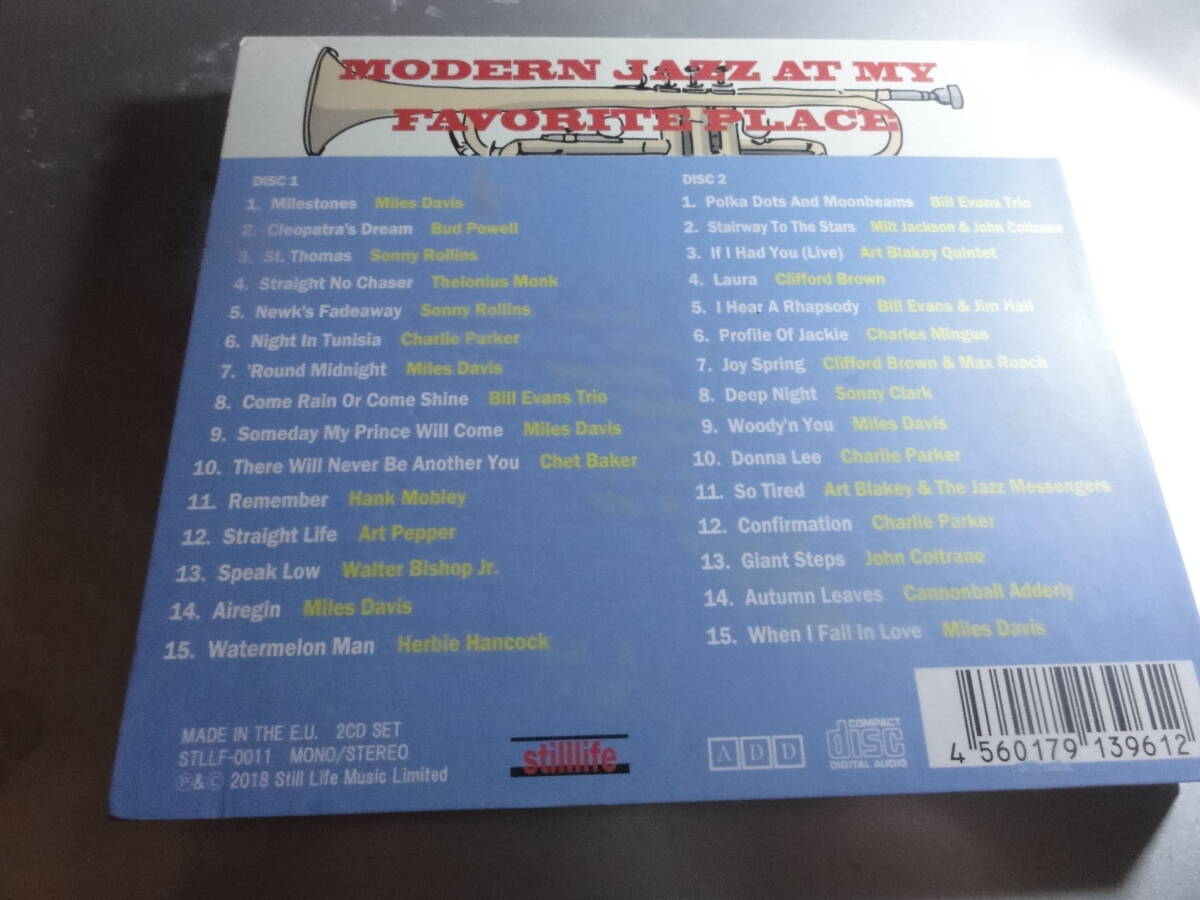 MODERN JAZZ AT MY
FAVORITE PLACE
DISC 1
1. Milestones Miles Davis
2. Cleopatra's Dream Bud Powell
3. St. Thomas Sonny Rollins
4. Straight No Chaser Thelonius Monk
5. Newk's Fadeaway Sonny Rollins
6. Night In Tunisia Charlie Parker
7. 'Round Midnight Miles Davis
8. Come Rain Or Come Shine Bill Evans Trio
9. Someday My Prince Will Come Miles Davis
10. There Will Never Be Another You Chet Baker
11. Remember Hank Mobley
12. Straight Life Art Pepper
13. Speak Low Walter Bishop Jr.
14. Airegin Miles Davis
15. Watermelon Man Herbie Hancock
DISC 2
1. Polka Dots And Moonbeams Bill Evans Trio
2. Stairway To The Stars Milt Jackson & John Coltrane
3. If I Had You (Live) Art Blakey Quintet
4. Laura Clifford Brown
5. I Hear A Rhapsody Bill Evans & Jim Hall
6. Profile Of Jackie Charles Mingus
7. Joy Spring Clifford Brown & Max Roach
8. Deep Night Sonny Clark
9. Woody'n You Miles Davis
10. Donna Lee Charlie Parker
11. So Tired Art Blakey & The Jazz Messengers
12. Confirmation Charlie Parker
13. Giant Steps John Coltrane
14. Autumn Leaves Cannonball Adderly
15. When I Fall In Love Miles Davis
MADE IN THE E.U. 2CD SET
STLLF-0011 MONO/STEREO
℗&© 2018 Still Life Music Limited
stilllife
ADD
COMPACT
disc
DIGITAL AUDIO
4 560179 139612